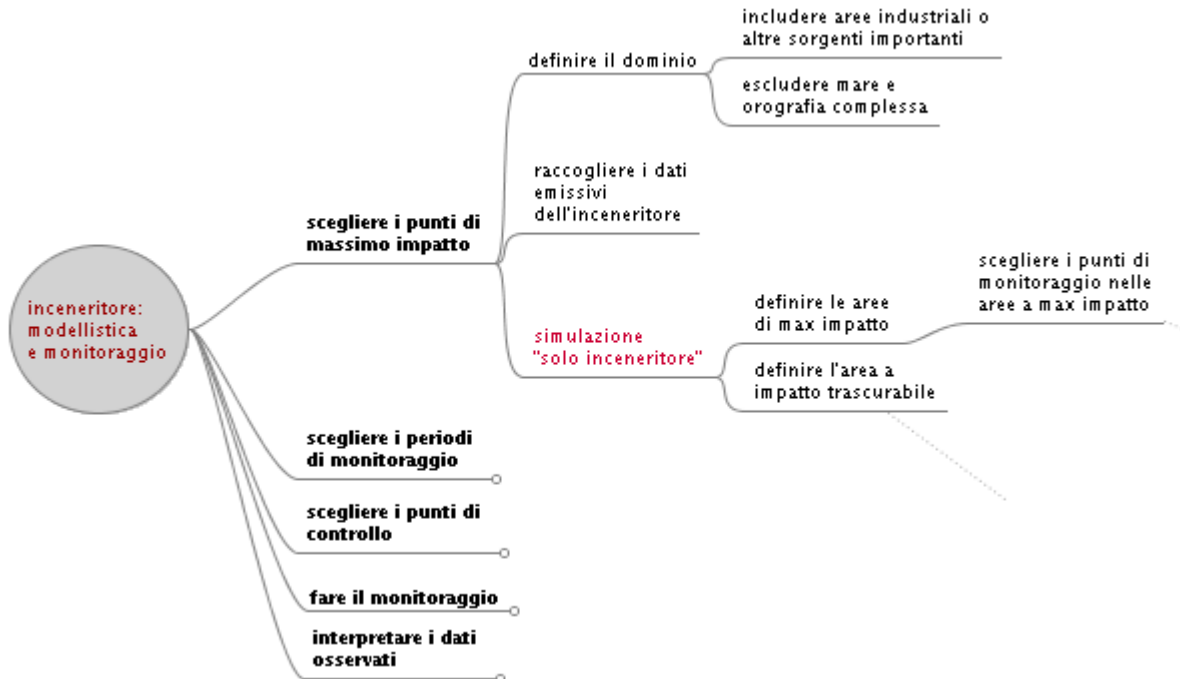 inceneritore:
modellistica
e monitoraggio
scegliere i punti di
massimo impatto
definire il dominio
includere aree industriali o
altre sorgenti importanti
escludere mare e
orografia complessa
raccogliere i dati
emissivi
dell'inceneritore
simulazione
"solo inceneritore"
definire le aree
di max impatto
scegliere i punti di
monitoraggio nelle
aree a max impatto
definire l'area a
impatto trascurabile
scegliere i periodi
di monitoraggio
scegliere i punti di
controllo
fare il monitoraggio
interpretare i dati
osservati